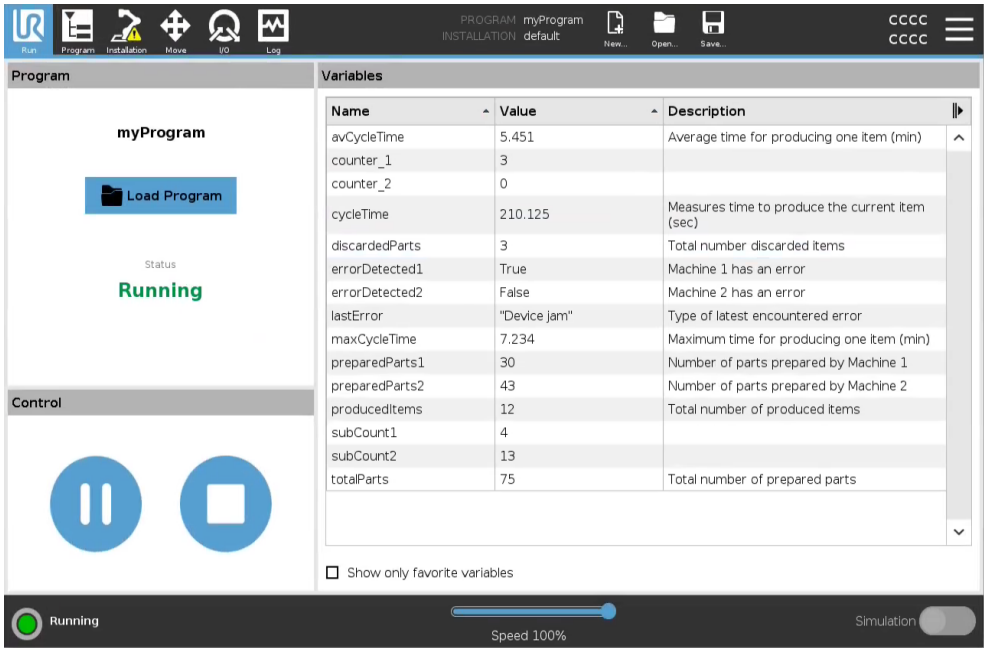 UR
Run
Program
Installation
Move
I/O
Log
PROGRAM myProgram
INSTALLATION default
New...
Open...
Save...
CCCC
CCCC
Program
myProgram
Load Program
Status
Running
Control
Variables
Name Value Description
avCycleTime 5.451 Average time for producing one item (min)
counter_1 3
counter_2 0
cycleTime 210.125 Measures time to produce the current item
(sec)
discardedParts 3 Total number discarded items
errorDetected1 True Machine 1 has an error
errorDetected2 False Machine 2 has an error
lastError "Device jam" Type of latest encountered error
maxCycleTime 7.234 Maximum time for producing one item (min)
preparedParts1 30 Number of parts prepared by Machine 1
preparedParts2 43 Number of parts prepared by Machine 2
producedItems 12 Total number of produced items
subCount1 4
subCount2 13
totalParts 75 Total number of prepared parts
Show only favorite variables
Running
Speed 100%
Simulation